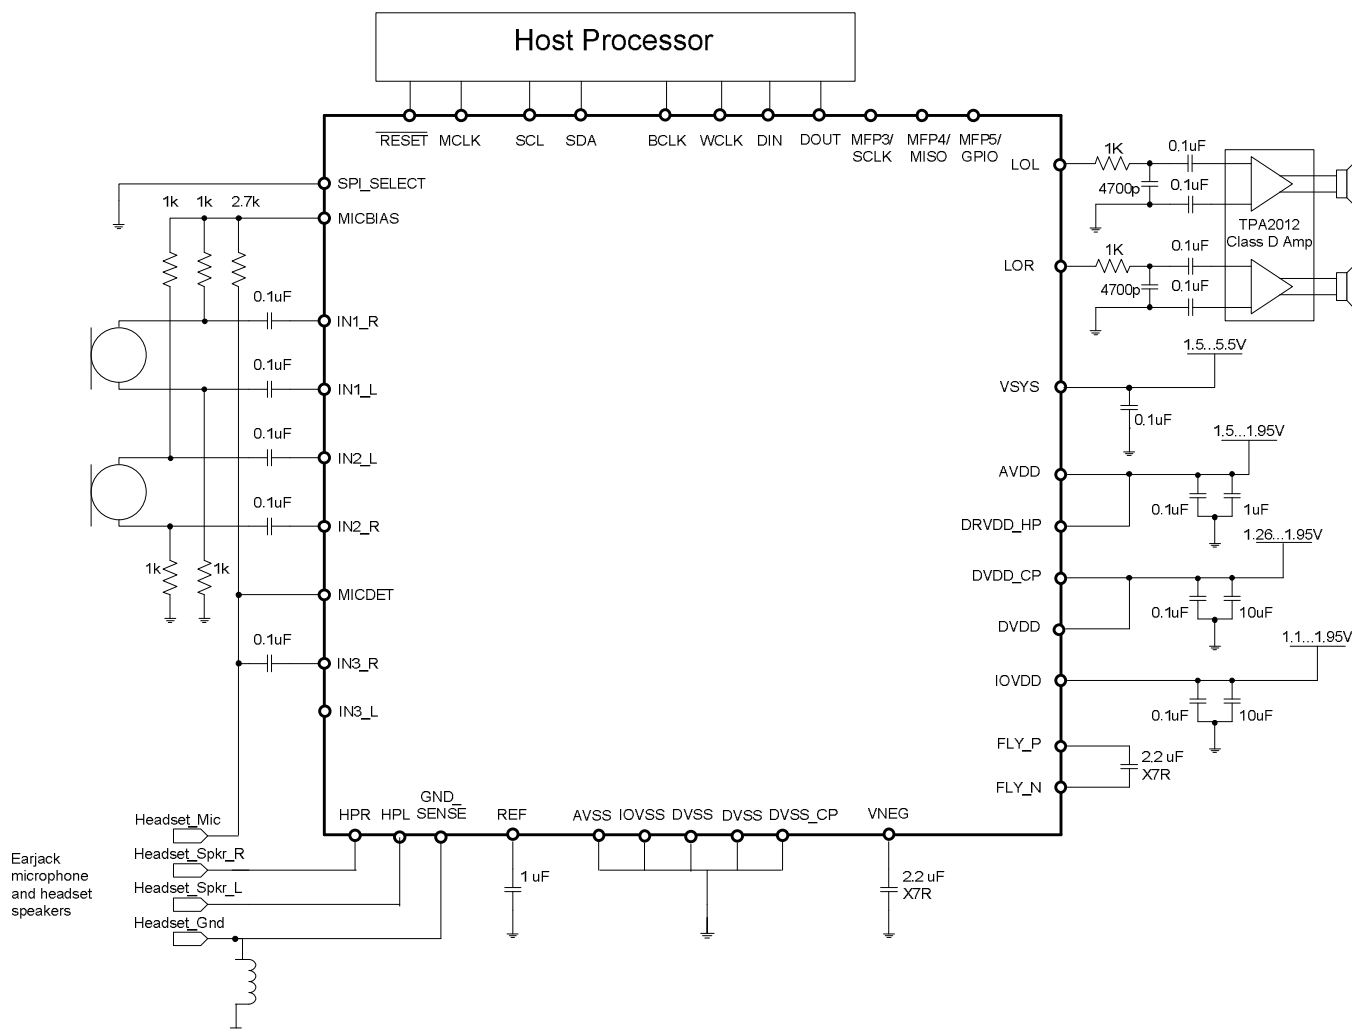 Host Processor
RESET
MCLK
SCL
SDA
BCLK
WCLK
DIN
DOUT
MFP3/
SCLK
MFP4/
MISO
MFP5/
GPIO
SPI_SELECT
1k
1k
2.7k
MICBIAS
0.1uF
IN1_R
0.1uF
IN1_L
0.1uF
IN2_L
0.1uF
IN2_R
1k
1k
MICDET
0.1uF
IN3_R
IN3_L
LOL
1K
0.1uF
4700p
0.1uF
TPA2012
Class D Amp
LOR
1K
0.1uF
4700p
0.1uF
1.5...5.5V
VSYS
0.1uF
1.5...1.95V
AVDD
0.1uF
1uF
DRVDD_HP
1.26...1.95V
DVDD_CP
0.1uF
10uF
DVDD
1.1...1.95V
IOVDD
0.1uF
10uF
FLY_P
2.2 uF
X7R
FLY_N
HPR
HPL
GND_
SENSE
REF
AVSS
IOVSS
DVSS
DVSS
DVSS_CP
VNEG
1 uF
2.2 uF
X7R
Headset_Mic
Headset_Spkr_R
Headset_Spkr_L
Headset_Gnd
Earjack
microphone
and headset
speakers